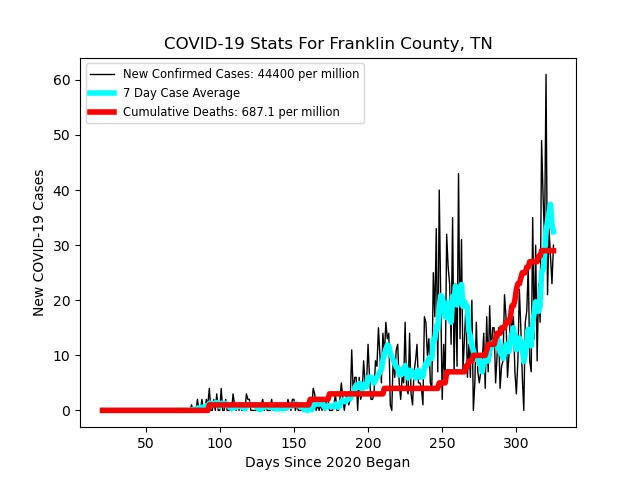 COVID-19 Stats For Franklin County, TN
New Confirmed Cases: 44400 per million
7 Day Case Average
Cumulative Deaths: 687.1 per million
New COVID-19 Cases
60
50
40
30
20
10
0
50 100 150 200 250 300
Days Since 2020 Began